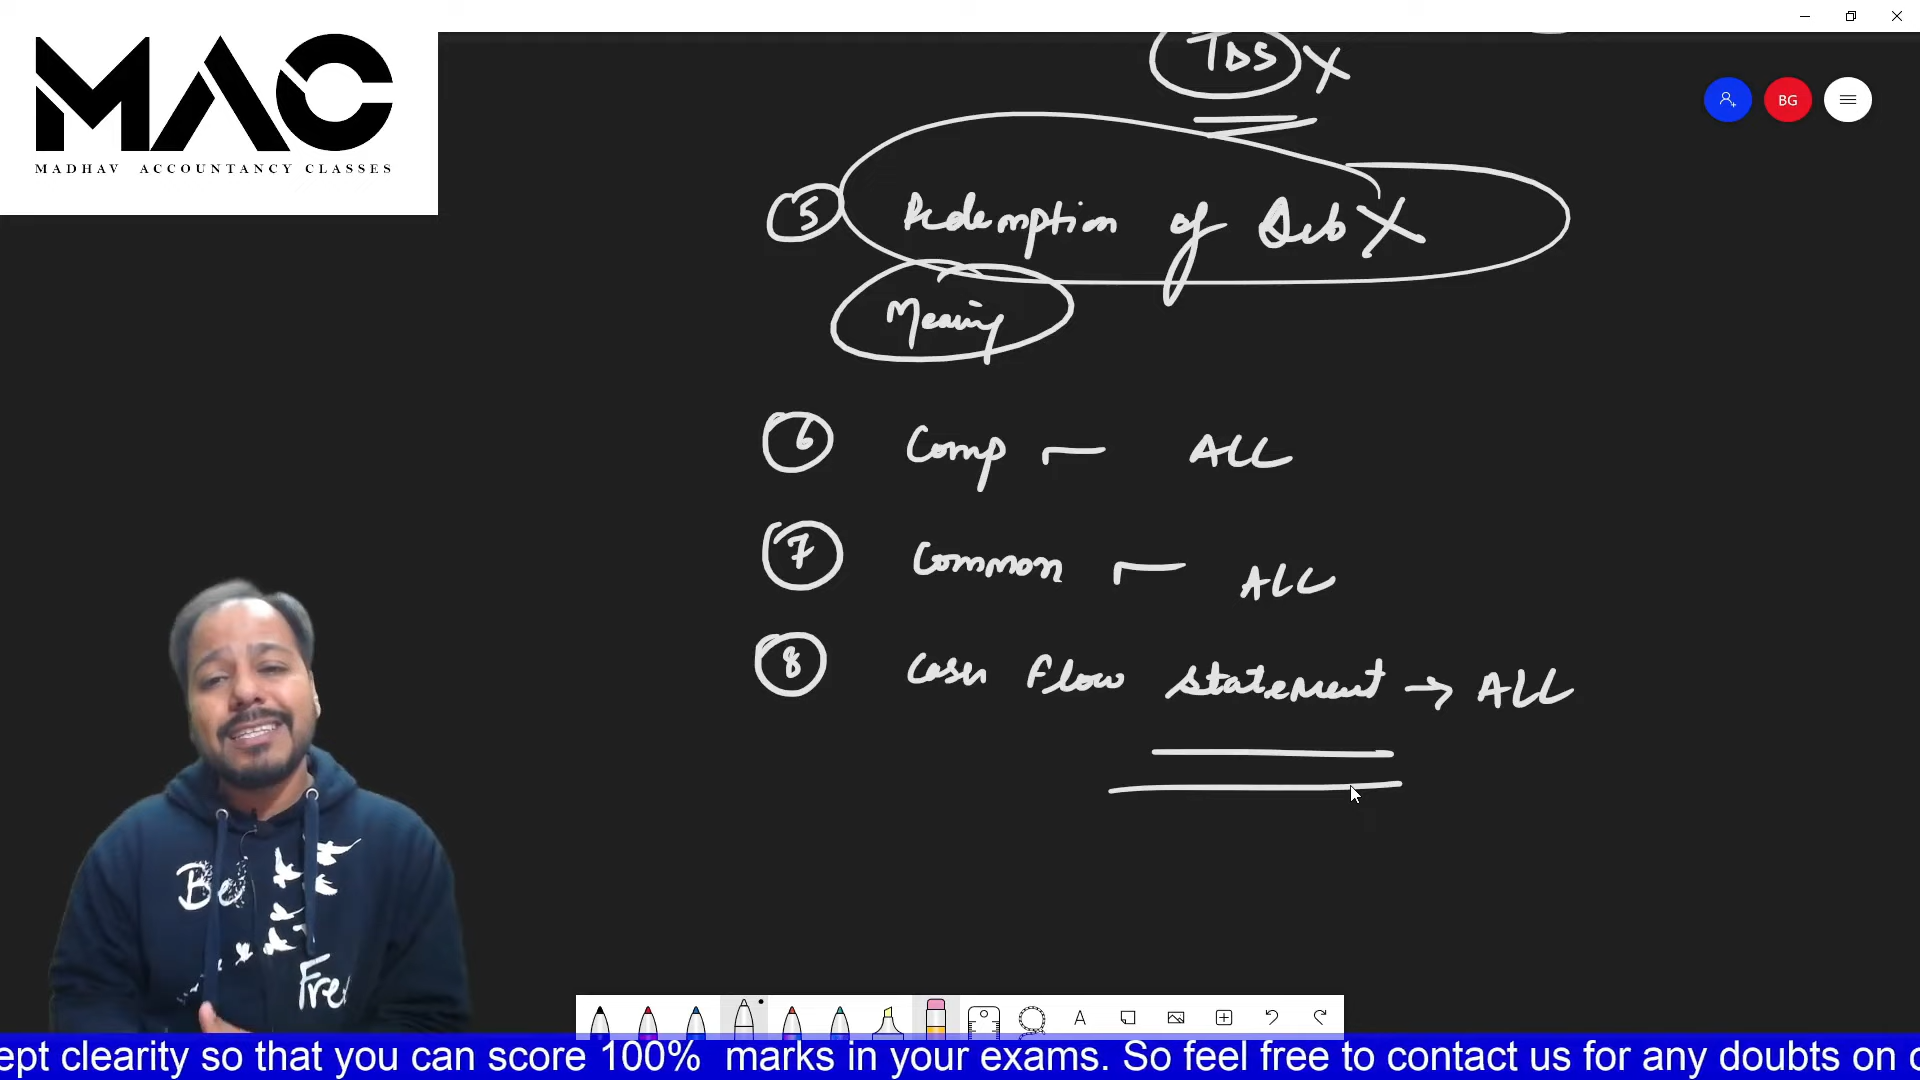 MAC
MADHAV ACCOUNTANCY CLASSES
TDS X
BG
5 Redemption of Deb X
Meaning
6 Comp — ALL
7 Common — ALL
8 Cash Flow Statement → ALL
Be
Free
A
ept clearity so that you can score 100% marks in your exams. So feel free to contact us for any doubts on o